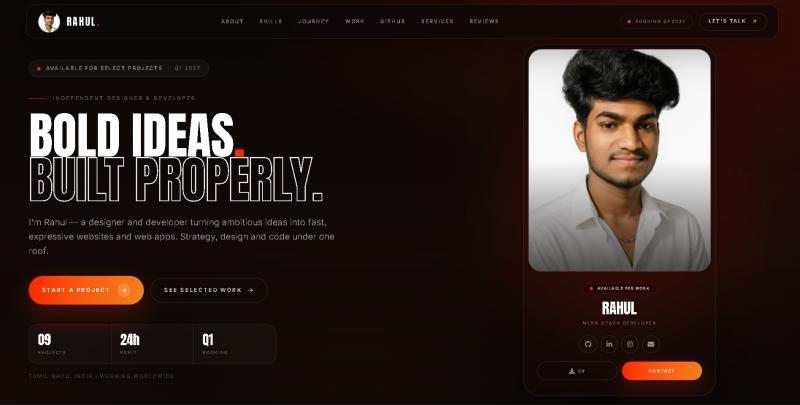 RAHUL.
ABOUT SKILLS JOURNEY WORK GITHUB SERVICES REVIEWS
BOOKING Q1 2027
LET'S TALK
AVAILABLE FOR SELECT PROJECTS | Q1 2027
INDEPENDENT DESIGNER & DEVELOPER
BOLD IDEAS.
BUILT PROPERLY.
I'm Rahul — a designer and developer turning ambitious ideas into fast,
expressive websites and web apps. Strategy, design and code under one
roof.
START A PROJECT
SEE SELECTED WORK
09 24h Q1
PROJECTS REPLY BOOKING
TAMIL NADU, INDIA · WORKING WORLDWIDE
AVAILABLE FOR WORK
RAHUL
MERN STACK DEVELOPER
CV
CONTACT